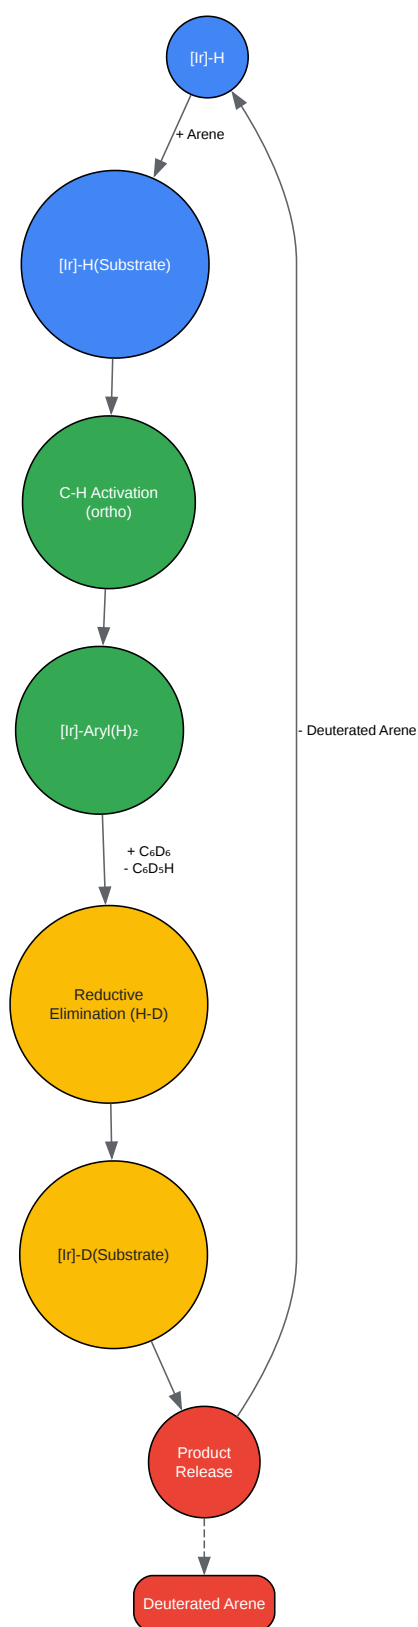 [Ir]-H
+ Arene
[Ir]-H(Substrate)
C-H Activation
(ortho)
[Ir]-Aryl(H)₂
+ C₆D₆
- C₆D₅H
Reductive
Elimination (H-D)
- Deuterated Arene
[Ir]-D(Substrate)
Product
Release
Deuterated Arene